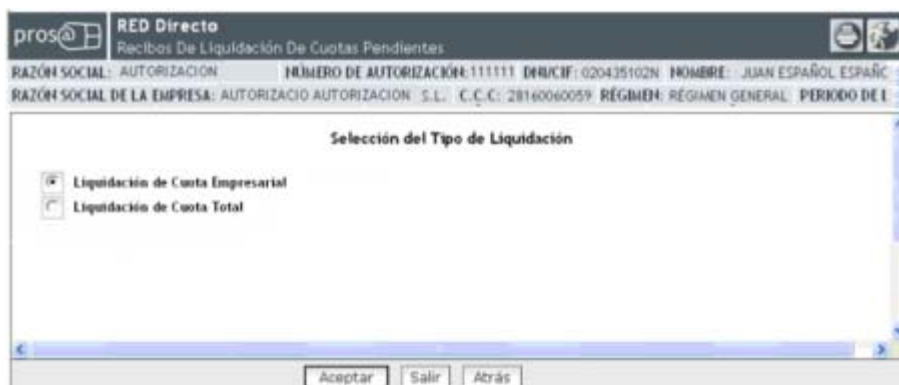 pros@ RED Directo
Recibos De Liquidación De Cuotas Pendientes
RAZÓN SOCIAL: AUTORIZACION NÚMERO DE AUTORIZACIÓN: 111111 DNI/CIF: 020435102N NOMBRE: JUAN ESPAÑOL ESPAÑC
RAZÓN SOCIAL DE LA EMPRESA: AUTORIZACIO AUTORIZACION S.L. C.C.C: 28160060059 RÉGIMEN: RÉGIMEN GENERAL PERIODO DE L
Selección del Tipo de Liquidación
Liquidación de Cuota Empresarial
Liquidación de Cuota Total
Aceptar Salir Atrás